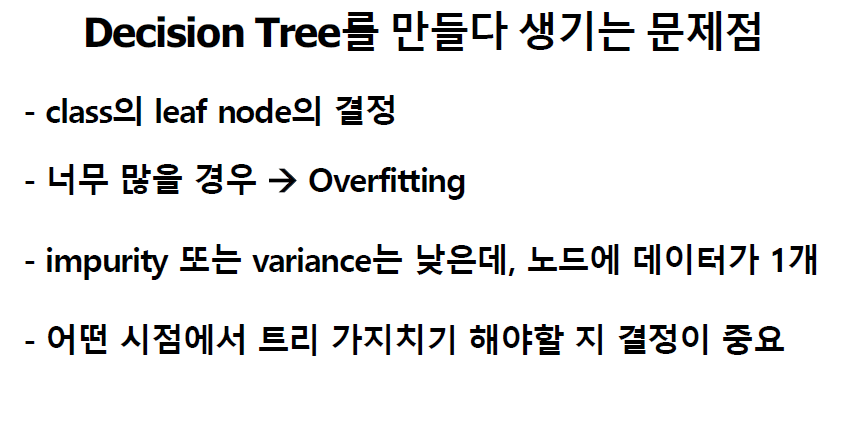 Decision Tree를 만들다 생기는 문제점
- class의 leaf node의 결정
- 너무 많을 경우 → Overfitting
- impurity 또는 variance는 낮은데, 노드에 데이터가 1개
- 어떤 시점에서 트리 가지치기 해야할 지 결정이 중요